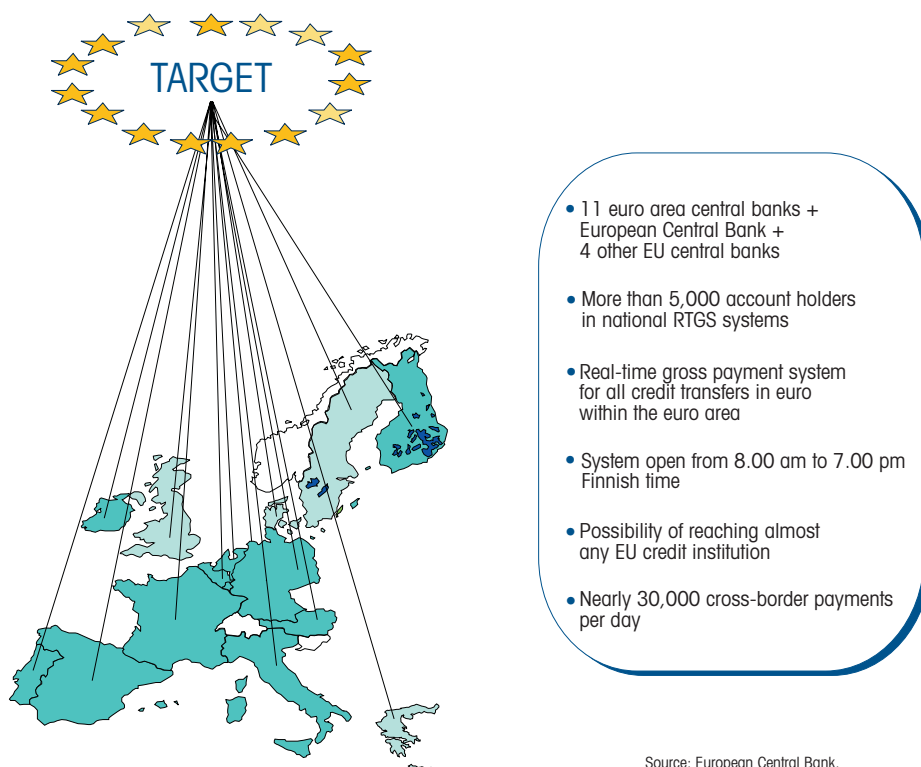 TARGET
• 11 euro area central banks +
European Central Bank +
4 other EU central banks
• More than 5,000 account holders
in national RTGS systems
• Real-time gross payment system
for all credit transfers in euro
within the euro area
• System open from 8.00 am to 7.00 pm
Finnish time
• Possibility of reaching almost
any EU credit institution
• Nearly 30,000 cross-border payments
per day
Source: European Central Bank.